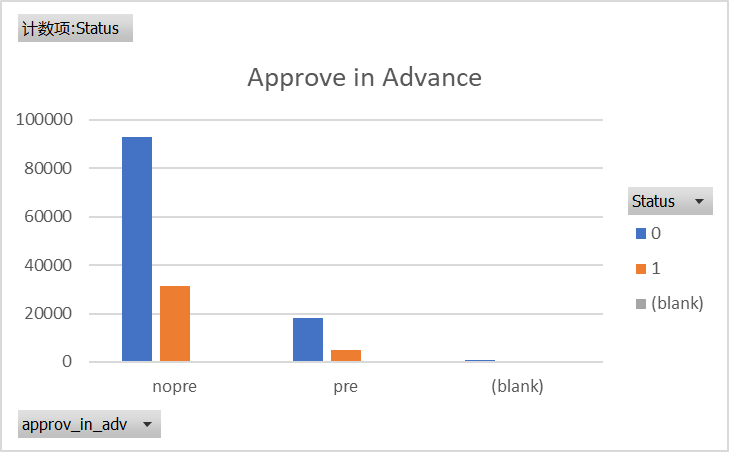 计数项:Status
Approve in Advance
100000
80000
60000
40000
20000
0
nopre
pre
(blank)
Status
0
1
(blank)
approv_in_adv